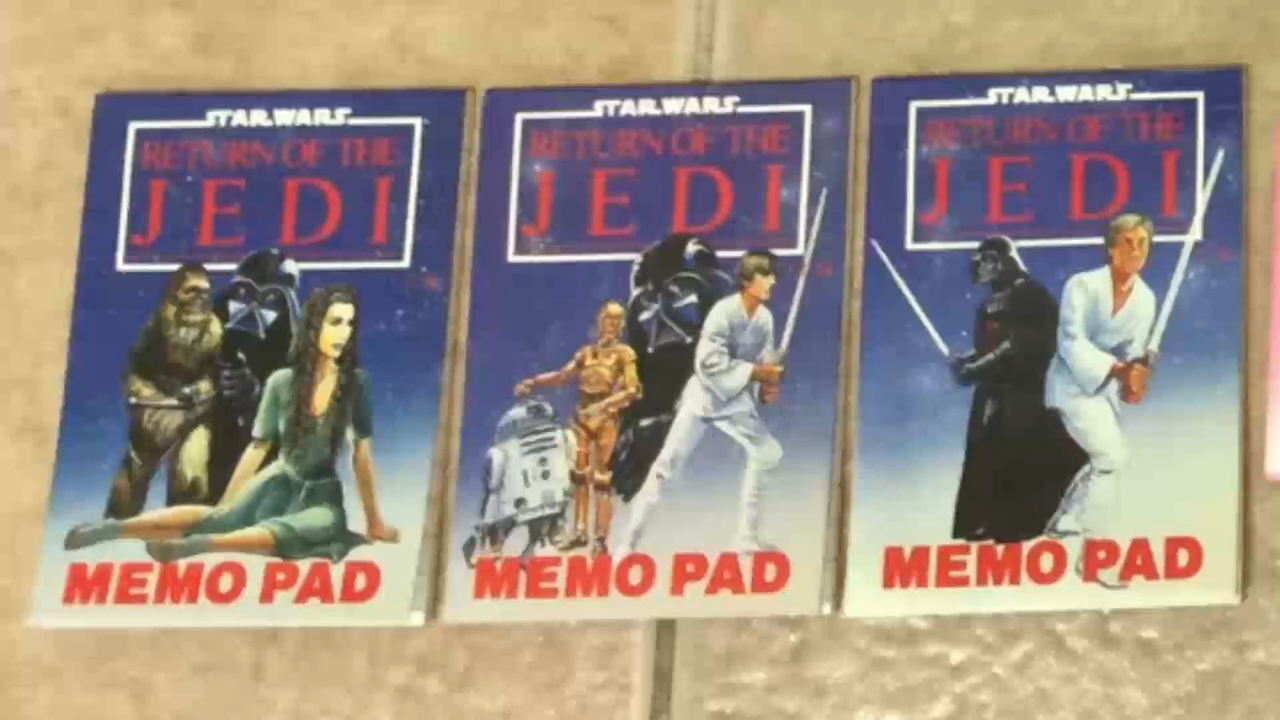 STAR WARS
RETURN OF THE
JEDI
MEMO PAD
STAR WARS
RETURN OF THE
JEDI
MEMO PAD
STAR WARS
RETURN OF THE
JEDI
MEMO PAD